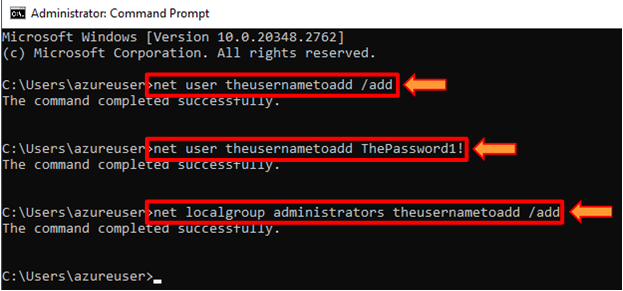 Administrator: Command Prompt
Microsoft Windows [Version 10.0.20348.2762]
(c) Microsoft Corporation. All rights reserved.
C:\Users\azureuser>net user theusernametoadd /add
The command completed successfully.
C:\Users\azureuser>net user theusernametoadd ThePassword1!
The command completed successfully.
C:\Users\azureuser>net localgroup administrators theusernametoadd /add
The command completed successfully.
C:\Users\azureuser>_